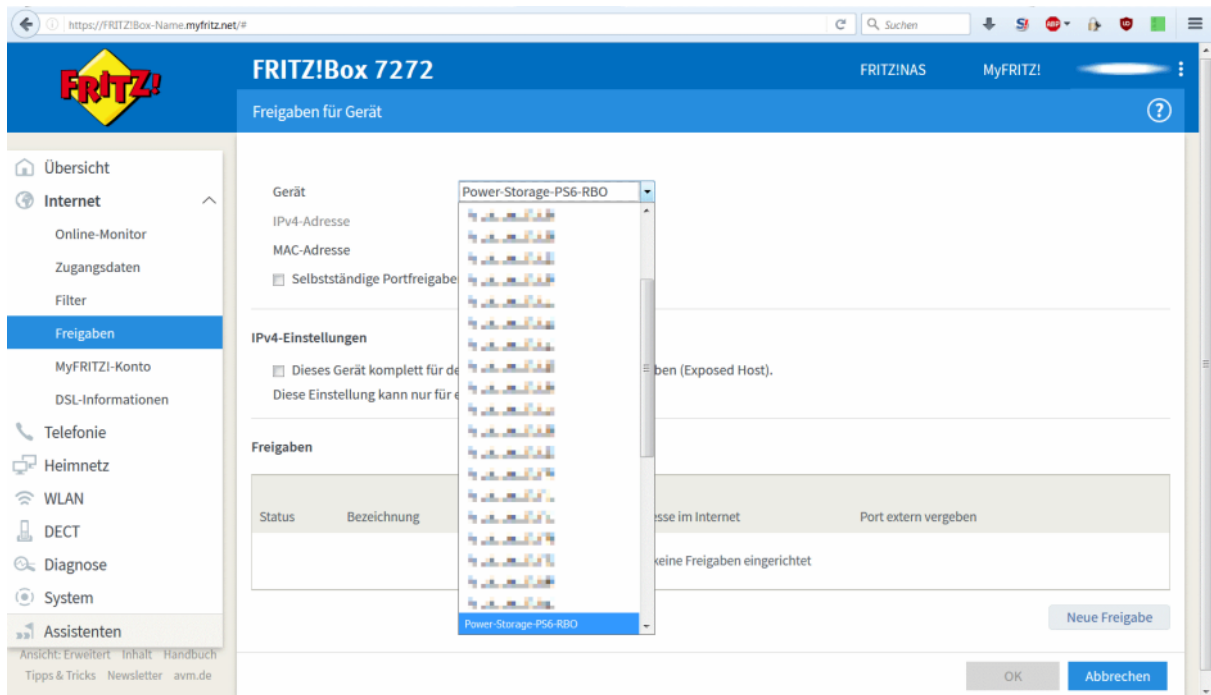 https://FRITZ!Box-Name.myfritz.net/#
Suchen
FRITZ!
FRITZ!Box 7272
FRITZ!NAS
MyFRITZ!
Freigaben für Gerät
Übersicht
Internet
Online-Monitor
Zugangsdaten
Filter
Freigaben
MyFRITZ!-Konto
DSL-Informationen
Telefonie
Heimnetz
WLAN
DECT
Diagnose
System
Assistenten
Ansicht: Erweitert Inhalt Handbuch
Tipps & Tricks Newsletter avm.de
Gerät Power-Storage-PS6-RBO
IPv4-Adresse
MAC-Adresse
Selbstständige Portfreigabe
IPv4-Einstellungen
Dieses Gerät komplett für ben (Exposed Host).
Diese Einstellung kann nur für
Freigaben
Status Bezeichnung esse im Internet Port extern vergeben
keine Freigaben eingerichtet
Power-Storage-PS6-RBO
Neue Freigabe
OK Abbrechen